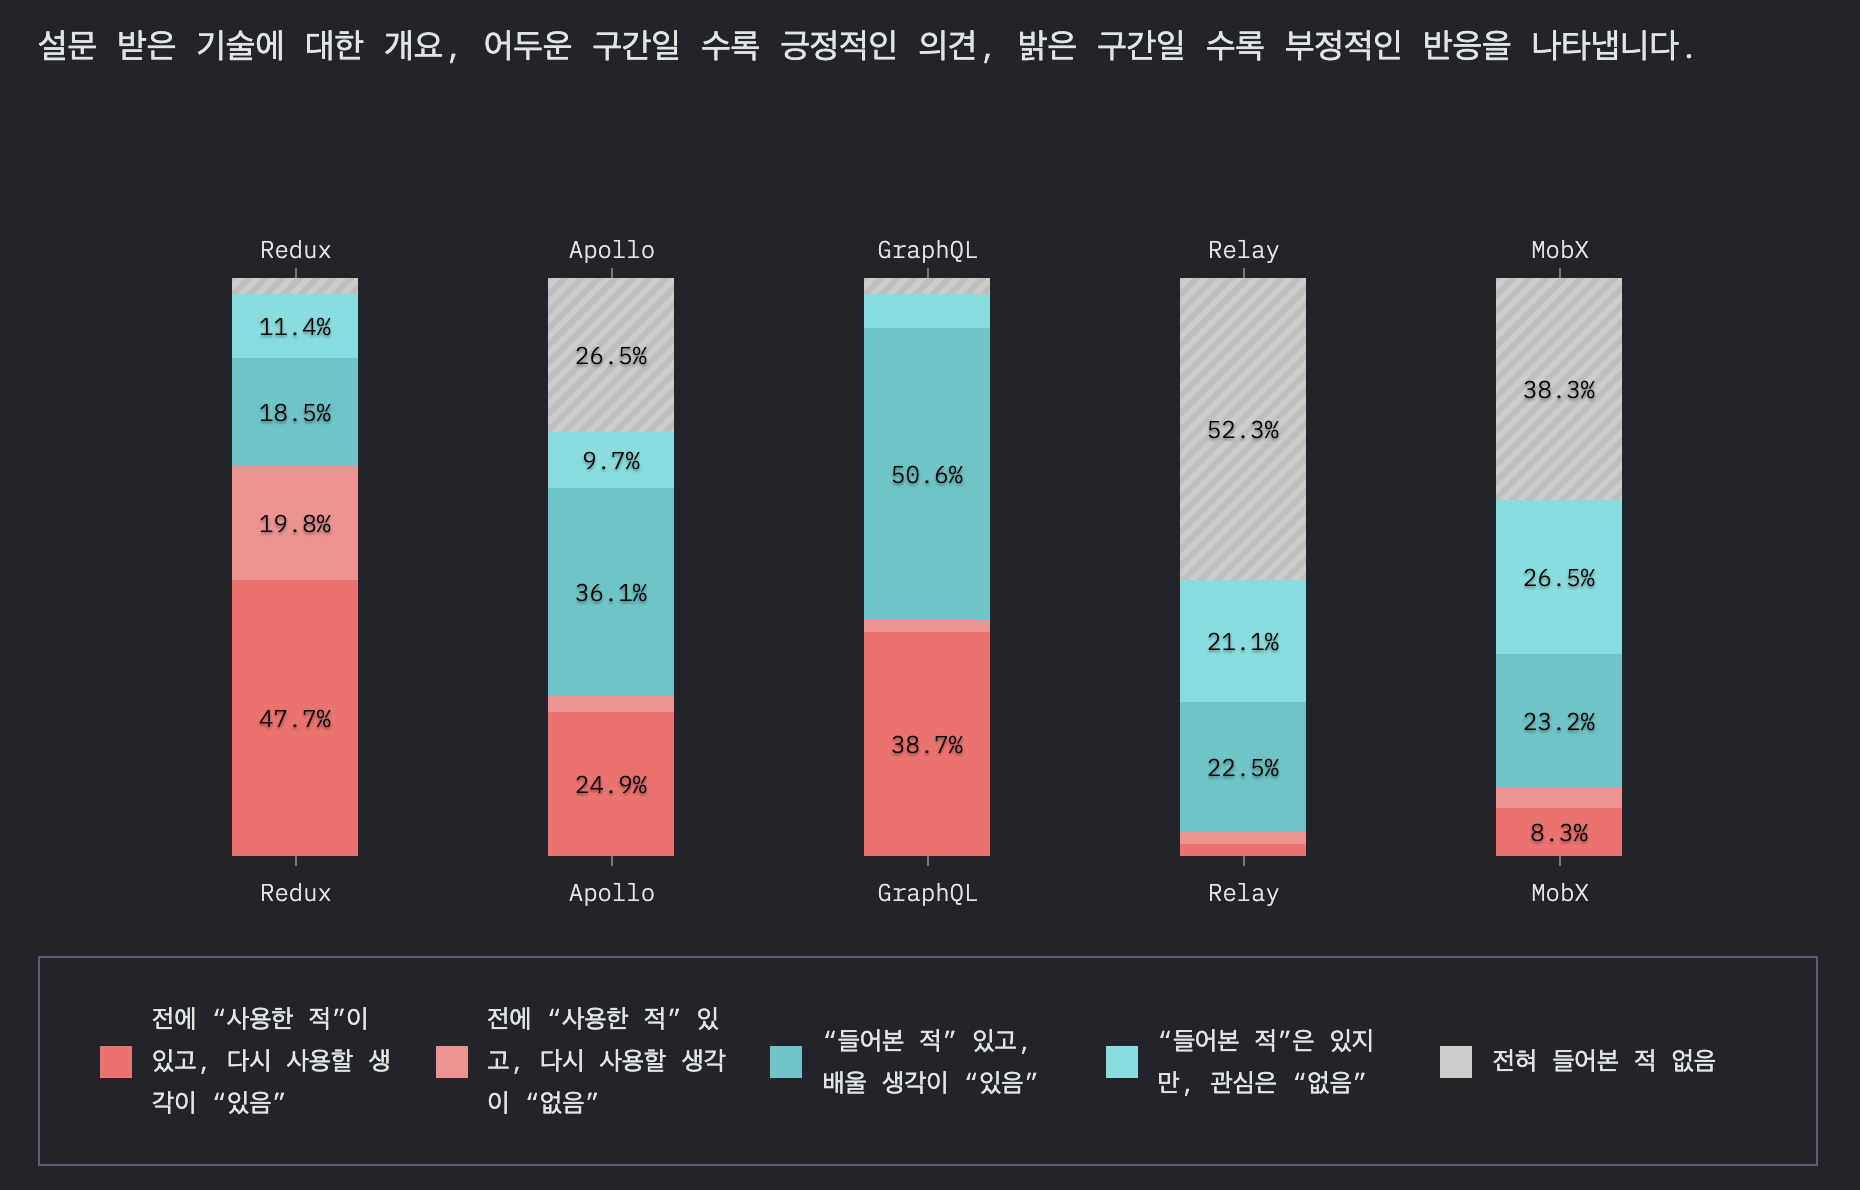 설문 받은 기술에 대한 개요, 어두운 구간일 수록 긍정적인 의견, 밝은 구간일 수록 부정적인 반응을 나타냅니다.
Redux
Apollo
GraphQL
Relay
MobX
11.4%
18.5%
19.8%
47.7%
26.5%
9.7%
36.1%
24.9%
50.6%
38.7%
52.3%
21.1%
22.5%
38.3%
26.5%
23.2%
8.3%
Redux
Apollo
GraphQL
Relay
MobX
전에 “사용한 적”이
있고, 다시 사용할 생
각이 “있음”
전에 “사용한 적” 있
고, 다시 사용할 생각
이 “없음”
“들어본 적” 있고,
배울 생각이 “있음”
“들어본 적”은 있지
만, 관심은 “없음”
전혀 들어본 적 없음